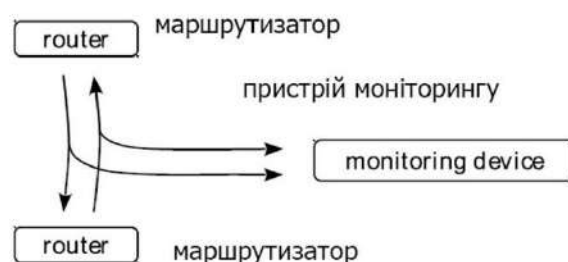 router
маршрутизатор
пристрій моніторингу
monitoring device
router
маршрутизатор